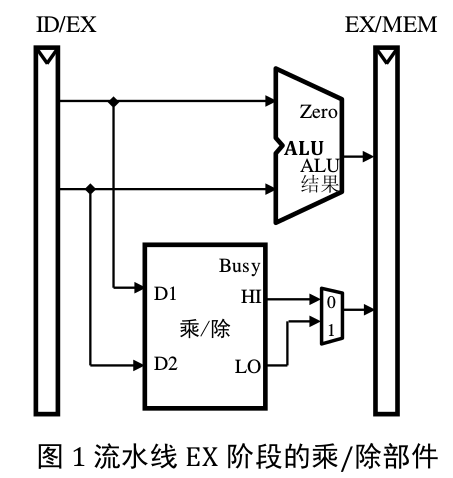 ID/EX
EX/MEM
Zero
ALU
ALU
结果
Busy
D1
HI
0
乘/除
1
D2
LO
图 1 流水线 EX 阶段的乘/除部件